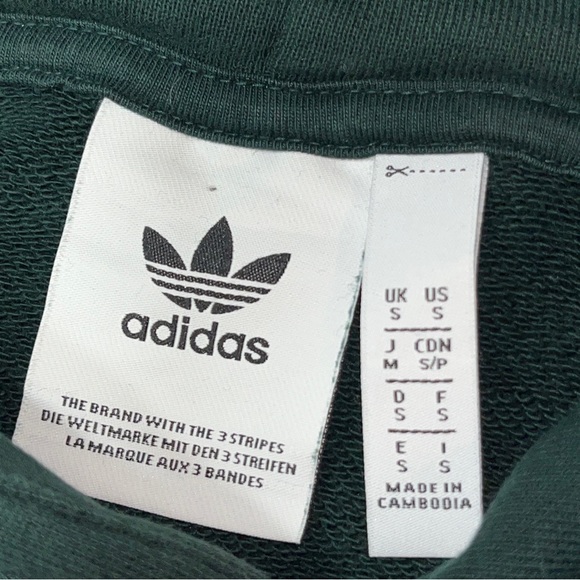 adidas
THE BRAND WITH THE 3 STRIPES
DIE WELTMARKE MIT DEN 3 STREIFEN
LA MARQUE AUX 3 BANDES
UK US
S S
J CDN
M S/P
D F
S S
E I
S S
MADE IN
CAMBODIA